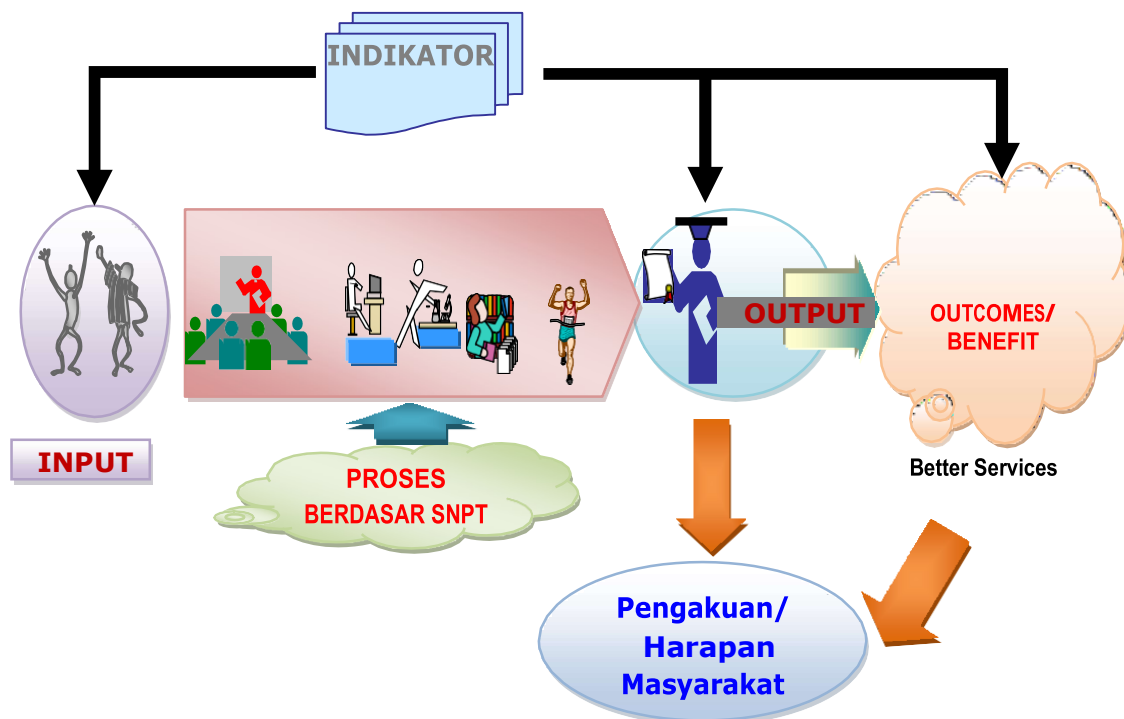 INDIKATOR
OUTPUT
OUTCOMES/
BENEFIT
INPUT
PROSES
BERDASAR SNPT
Better Services
Pengakuan/
Harapan
Masyarakat